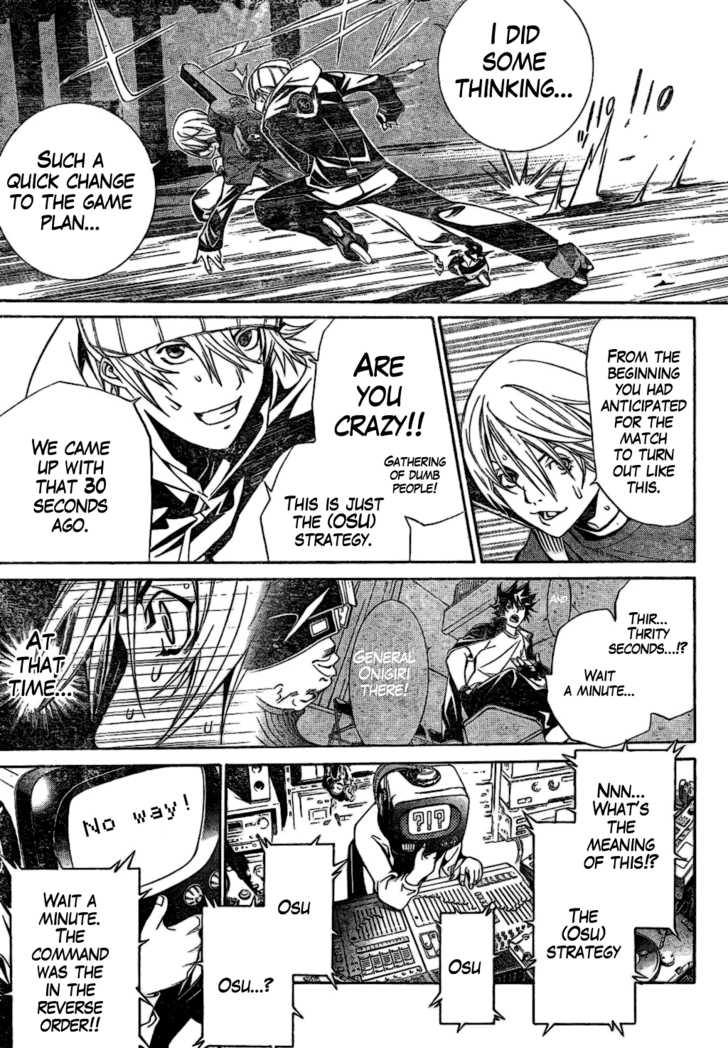 I DID
SOME
THINKING...
SUCH A
QUICK CHANGE
TO THE GAME
PLAN...
FROM THE
BEGINNING
YOU HAD
ANTICIPATED
FOR THE
MATCH
TO TURN
OUT LIKE
THIS.
ARE
YOU
CRAZY!!
GATHERING
OF DUMB
PEOPLE!
THIS IS JUST
THE (OSU)
STRATEGY.
WE CAME
UP WITH
THAT 30
SECONDS
AGO.
THIR...
THRITY
SECONDS...!?
WAIT
A MINUTE...
AND
GENERAL
ONIGIRI
THERE!
AT
THAT
TIME...
NNN...
WHAT'S
THE
MEANING
OF THIS!?
THE
(OSU)
STRATEGY
?!?
OSU
OSU
OSU...?
No way!
WAIT A
MINUTE.
THE
COMMAND
WAS THE
IN THE
REVERSE
ORDER!!